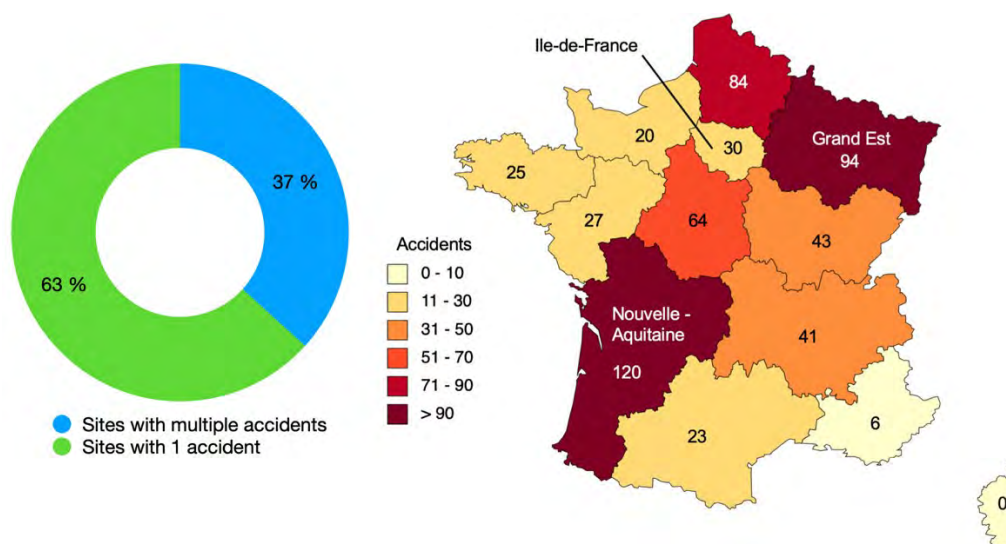 37 %
63 %
Sites with multiple accidents
Sites with 1 accident
Accidents
0 - 10
11 - 30
31 - 50
51 - 70
71 - 90
> 90
Ile-de-France
84
20
30
Grand Est
94
25
27
64
43
Nouvelle -
Aquitaine
120
41
23
6
0